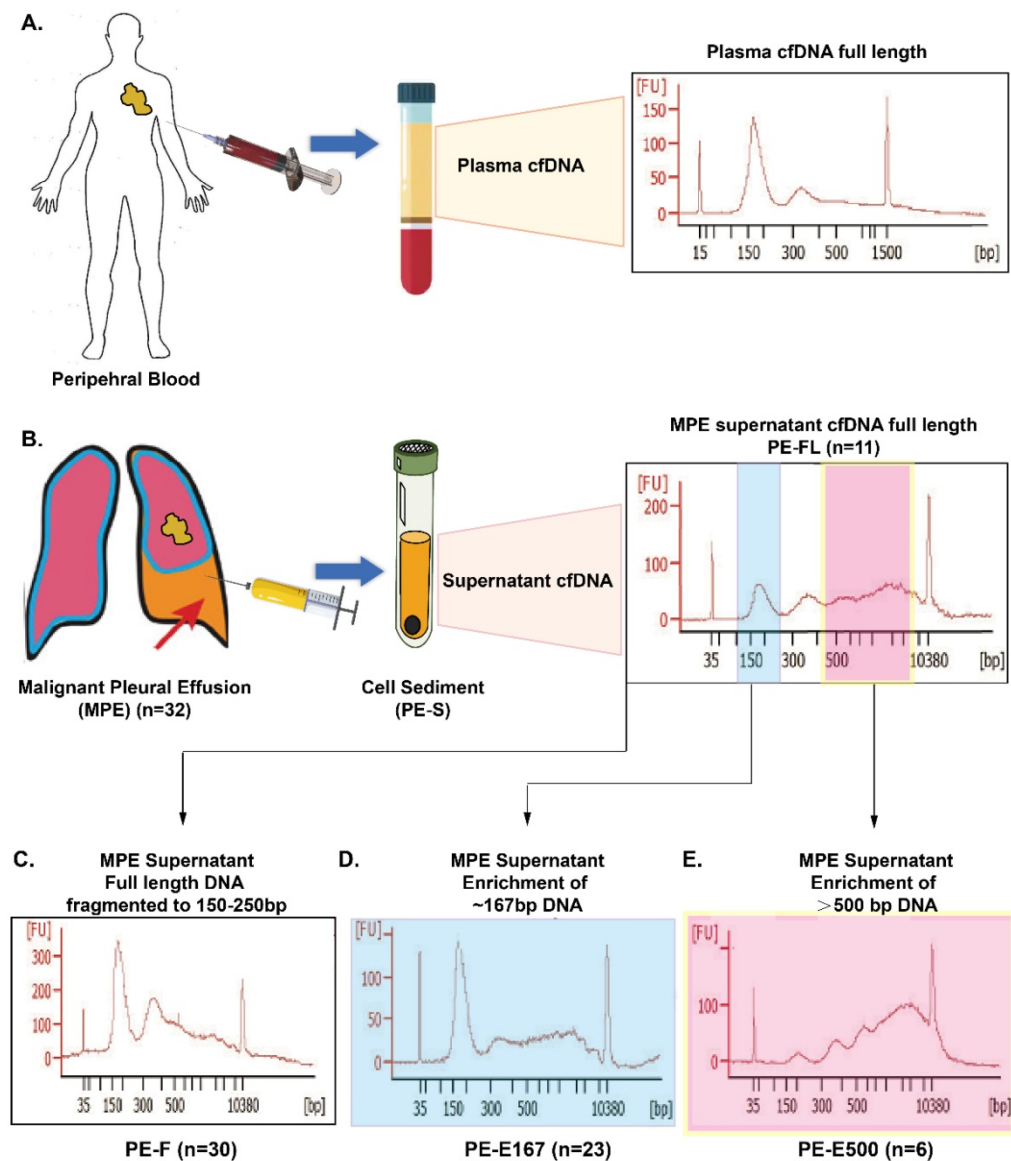 A.
Plasma cfDNA full length
[FU]
150
100
50
0
15 150 300 500 1500 [bp]
Plasma cfDNA
Peripehral Blood
B.
MPE supernatant cfDNA full length
PE-FL (n=11)
[FU]
200
100
0
35 150 300 500 10380 [bp]
Supernatant cfDNA
Malignant Pleural Effusion
(MPE) (n=32)
Cell Sediment
(PE-S)
C.
MPE Supernatant
Full length DNA
fragmented to 150-250bp
[FU]
300
200
100
0
35 150 300 500 10380 [bp]
PE-F (n=30)
D.
MPE Supernatant
Enrichment of
~167bp DNA
[FU]
100
50
0
35 150 300 500 10380 [bp]
PE-E167 (n=23)
E.
MPE Supernatant
Enrichment of
>500 bp DNA
[FU]
200
100
0
35 150 300 500 10380 [bp]
PE-E500 (n=6)